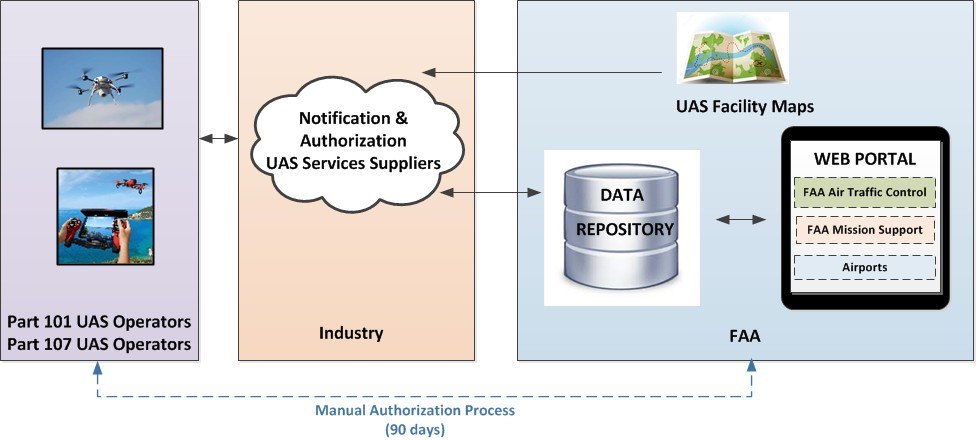 Notification &
Authorization
UAS Services Suppliers
UAS Facility Maps
DATA
REPOSITORY
WEB PORTAL
FAA Air Traffic Control
FAA Mission Support
Airports
Part 101 UAS Operators
Part 107 UAS Operators
Industry
FAA
Manual Authorization Process
(90 days)